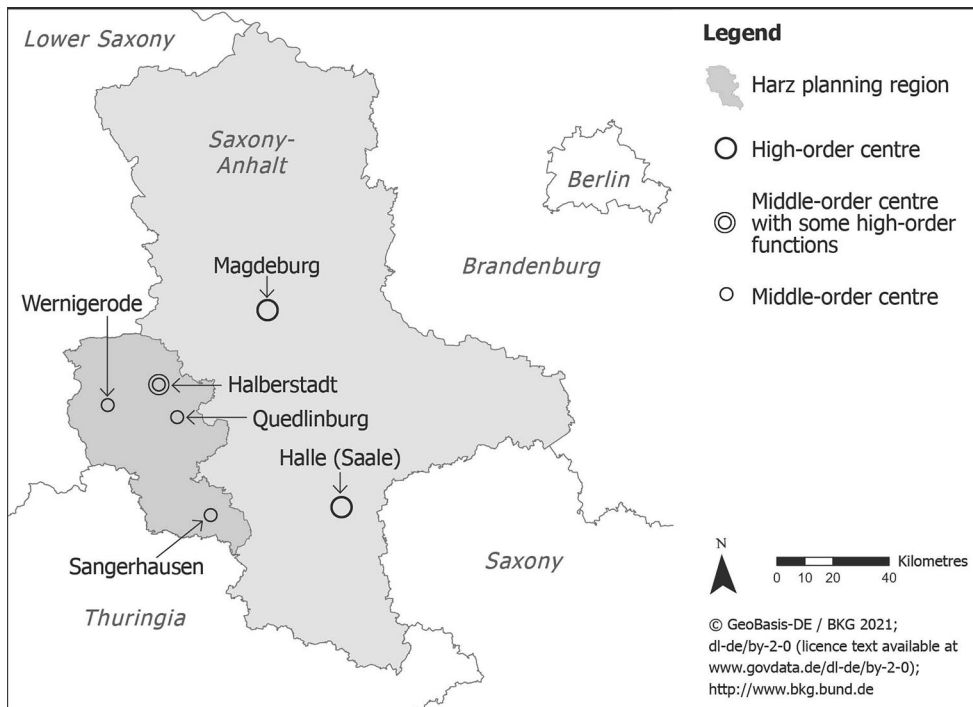 Lower Saxony
Saxony-
Anhalt
Berlin
Magdeburg
Brandenburg
Wernigerode
Halberstadt
Quedlinburg
Halle (Saale)
Sangerhausen
Saxony
Thuringia
Legend
Harz planning region
High-order centre
Middle-order centre
with some high-order
functions
Middle-order centre
N
0 10 20 40 Kilometres
© GeoBasis-DE / BKG 2021;
dl-de/by-2-0 (licence text available at
www.govdata.de/dl-de/by-2-0);
http://www.bkg.bund.de